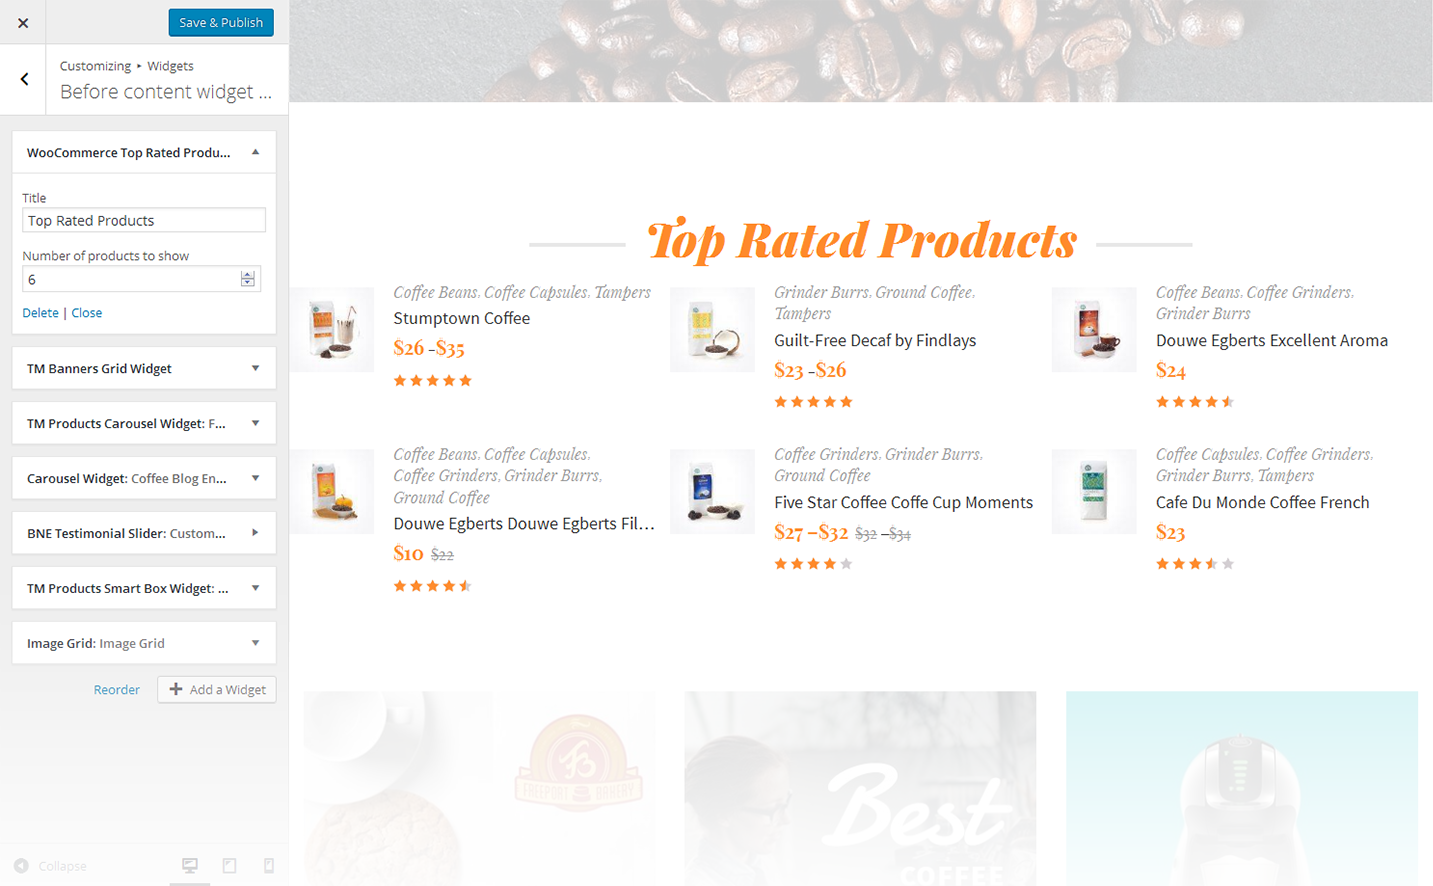 Save & Publish
Customizing ▸ Widgets
Before content widget ...
WooCommerce Top Rated Produ...
Title
Top Rated Products
Number of products to show
6
Delete | Close
TM Banners Grid Widget
TM Products Carousel Widget: F...
Carousel Widget: Coffee Blog En...
BNE Testimonial Slider: Custom...
TM Products Smart Box Widget: ...
Image Grid: Image Grid
Reorder
Add a Widget
Collapse
Top Rated Products
Coffee Beans, Coffee Capsules, Tampers
Stumptown Coffee
$26 –$35
Grinder Burrs, Ground Coffee,
Tampers
Guilt-Free Decaf by Findlays
$23 –$26
Coffee Beans, Coffee Grinders,
Grinder Burrs
Douwe Egberts Excellent Aroma
$24
Coffee Beans, Coffee Capsules,
Coffee Grinders, Grinder Burrs,
Ground Coffee
Douwe Egberts Douwe Egberts Fil...
$10 $22
Coffee Grinders, Grinder Burrs,
Ground Coffee
Five Star Coffee Coffe Cup Moments
$27 –$32 $32 –$34
Coffee Capsules, Coffee Grinders,
Grinder Burrs, Tampers
Cafe Du Monde Coffee French
$23
FB
FREEPORT BAKERY
Best
COFFEE